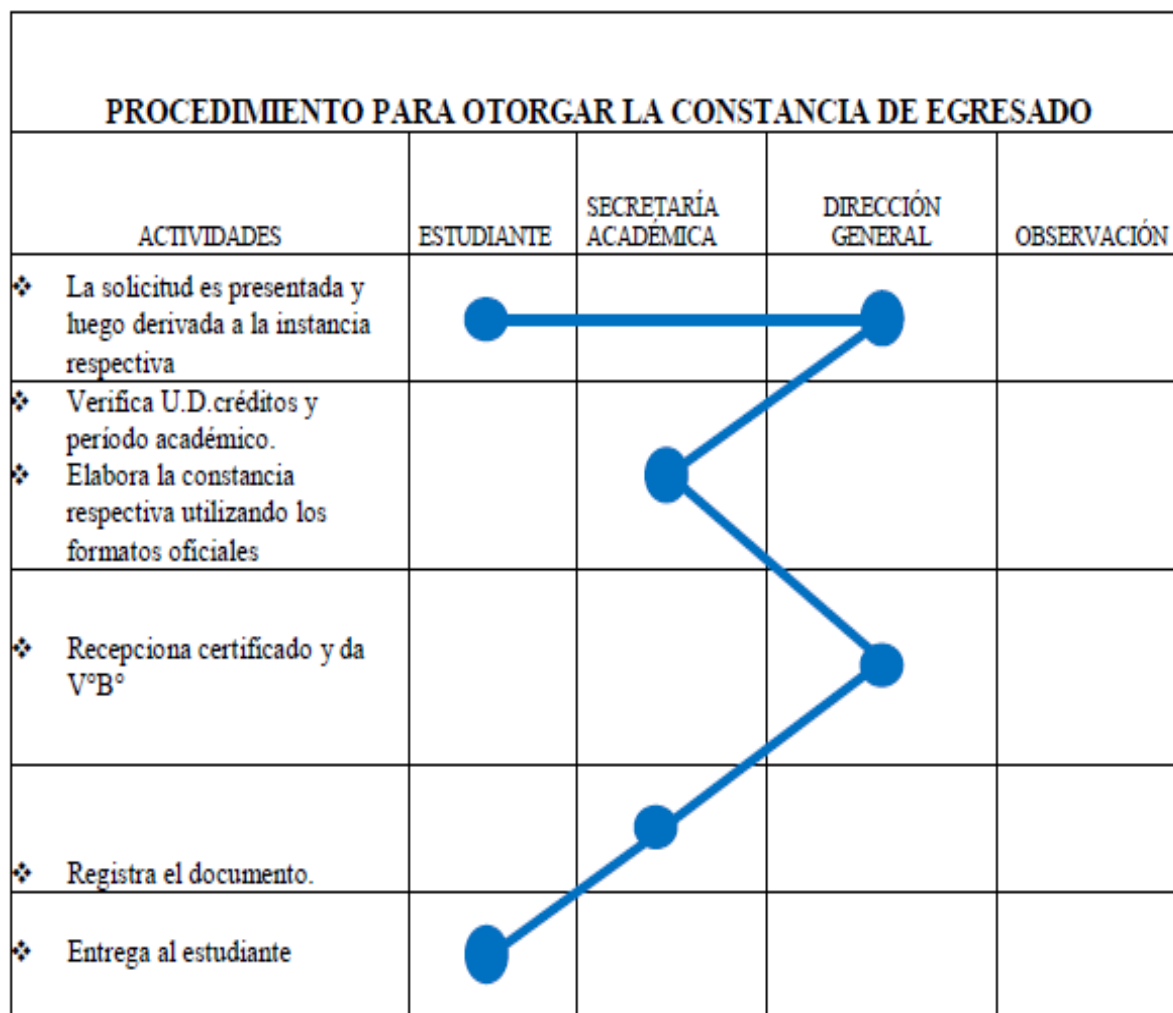 PROCEDIMIENTO PARA OTORGAR LA CONSTANCIA DE EGRESADO
ACTIVIDADES
ESTUDIANTE
SECRETARÍA
ACADÉMICA
DIRECCIÓN
GENERAL
OBSERVACIÓN
❖ La solicitud es presentada y
luego derivada a la instancia
respectiva
❖ Verifica U.D.créditos y
período académico.
❖ Elabora la constancia
respectiva utilizando los
formatos oficiales
❖ Recepciona certificado y da
V°B°
❖ Registra el documento.
❖ Entrega al estudiante